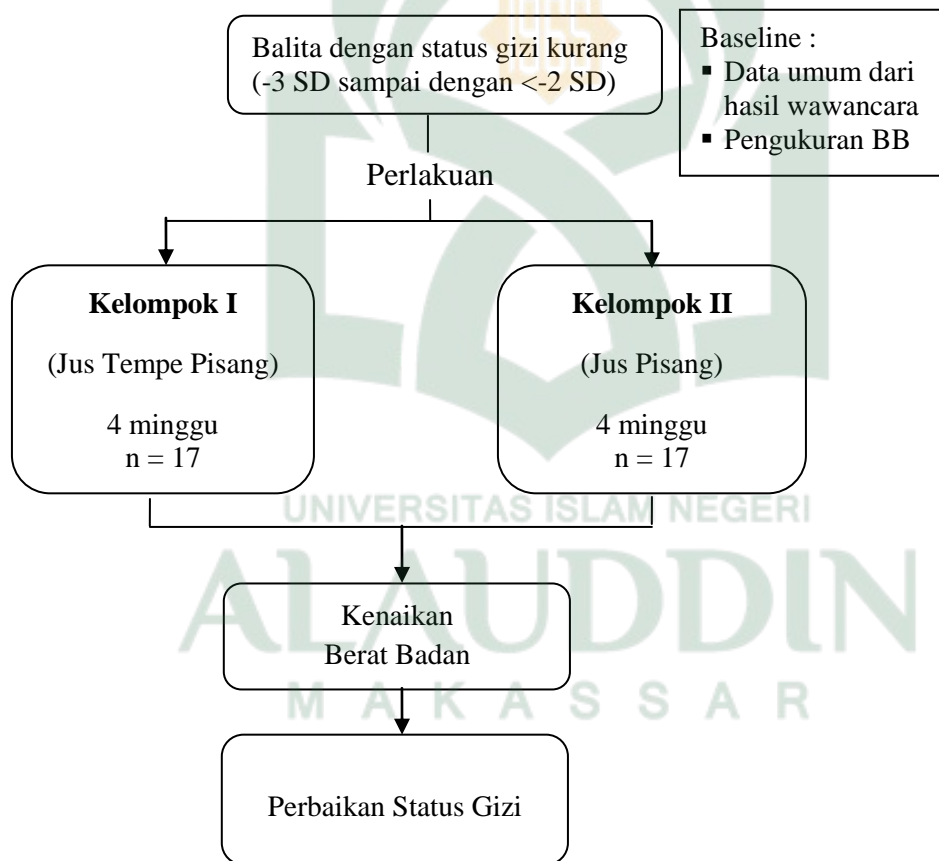 Balita dengan status gizi kurang
(-3 SD sampai dengan <-2 SD)
Baseline :
▪ Data umum dari
hasil wawancara
▪ Pengukuran BB
Perlakuan
Kelompok I
(Jus Tempe Pisang)
4 minggu
n = 17
Kelompok II
(Jus Pisang)
4 minggu
n = 17
UNIVERSITAS ISLAM NEGERI
ALAUDDIN
MAKASSAR
Kenaikan
Berat Badan
Perbaikan Status Gizi